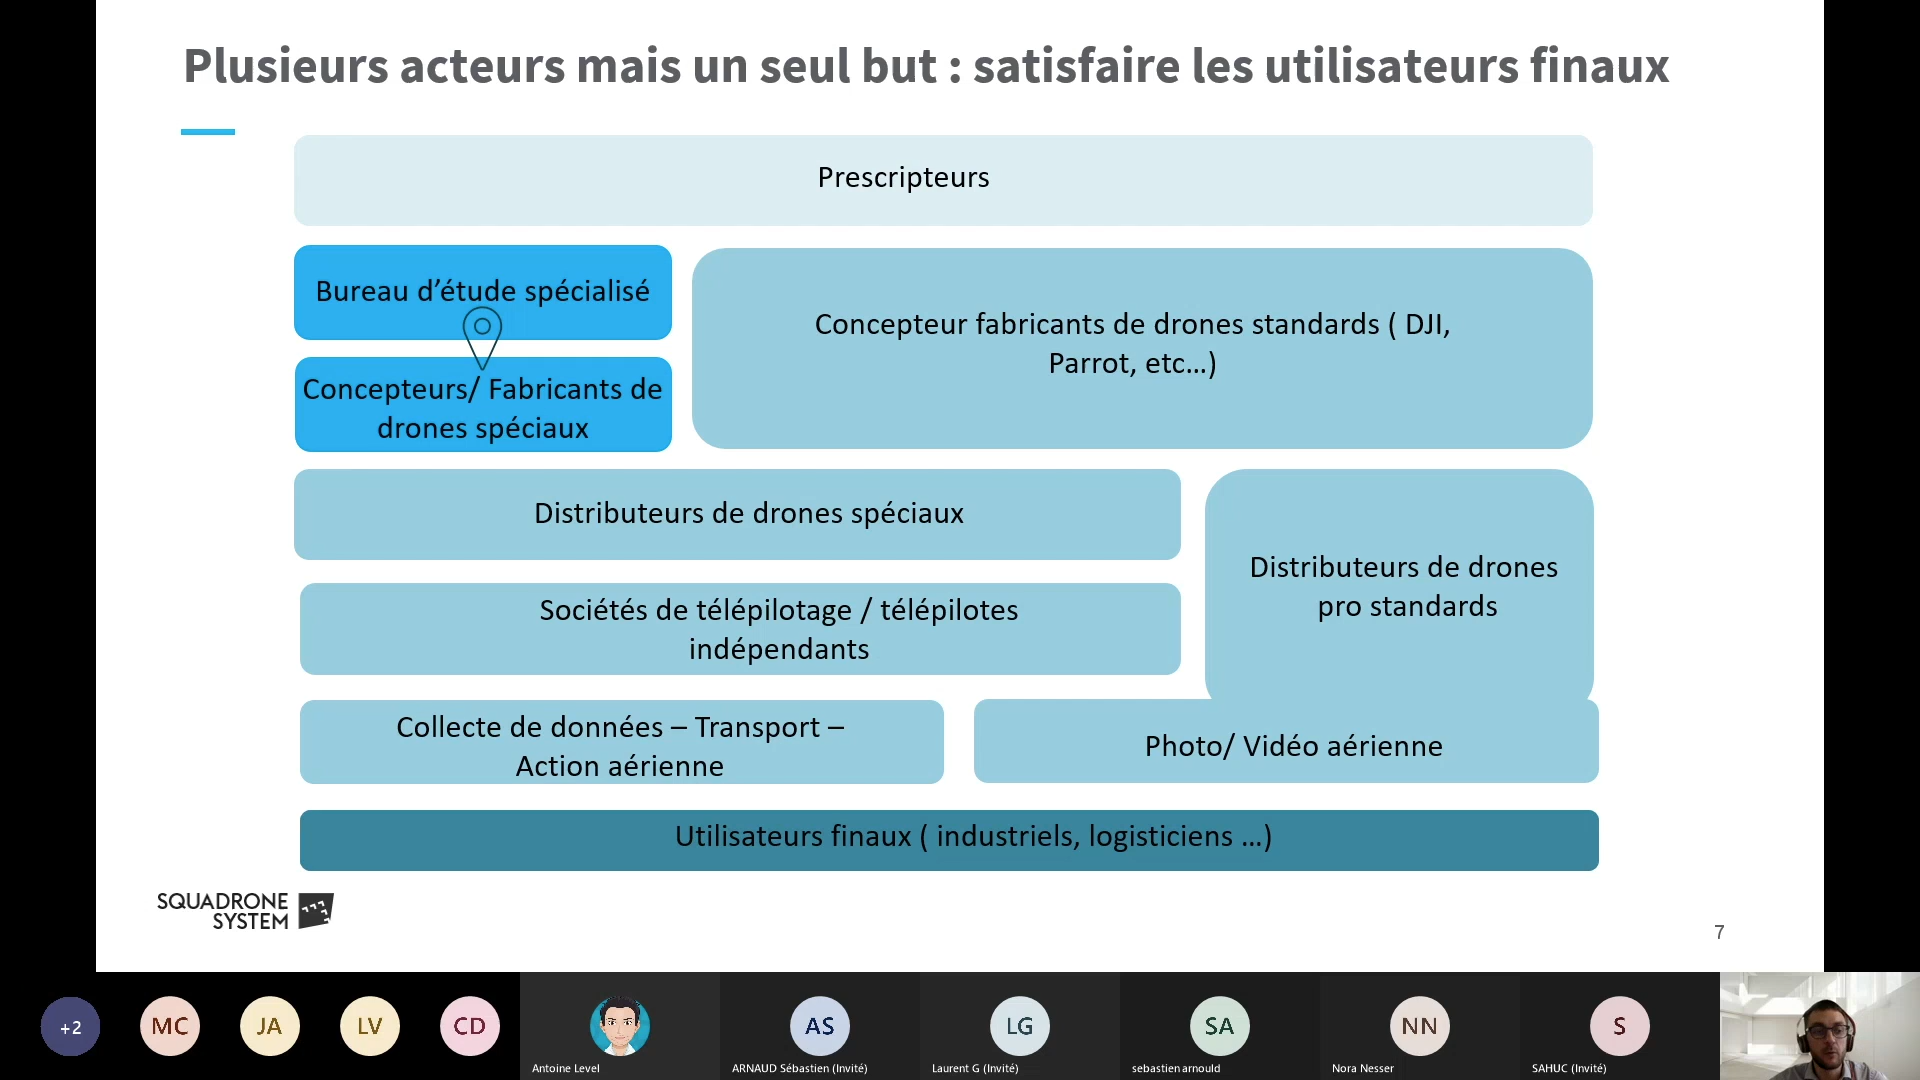 Plusieurs acteurs mais un seul but : satisfaire les utilisateurs finaux
Prescripteurs
Bureau d’étude spécialisé
Concepteurs/ Fabricants de
drones spéciaux
Concepteur fabricants de drones standards ( DJI,
Parrot, etc...)
Distributeurs de drones spéciaux
Distributeurs de drones
pro standards
Sociétés de télépilotage / télépilotes
indépendants
Collecte de données – Transport –
Action aérienne
Photo/ Vidéo aérienne
Utilisateurs finaux ( industriels, logisticiens ...)
SQUADRONE
SYSTEM
7
+2
MC
JA
LV
CD
Antoine Level
AS
ARNAUD Sébastien (Invité)
LG
Laurent G (Invité)
SA
sebastien arnould
NN
Nora Nesser
S
SAHUC (Invité)